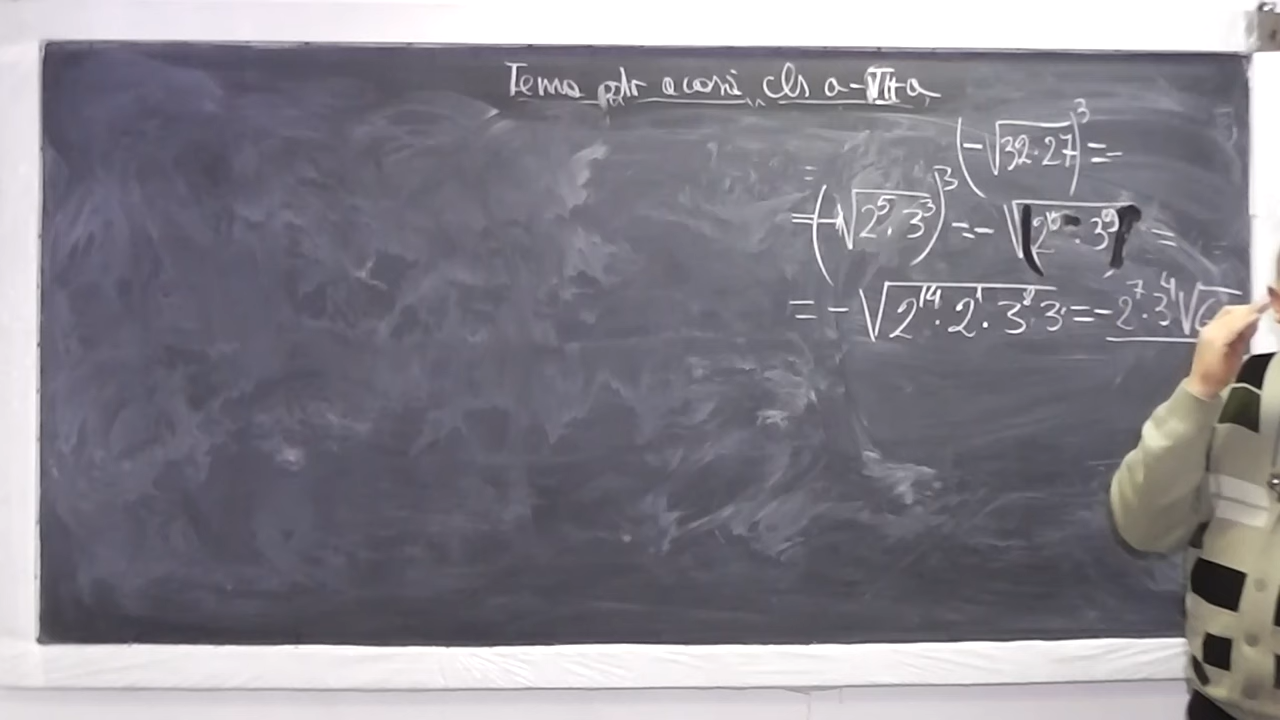 Tema ptr acasă cls a-VII-a
(-√32·27)³ = -
= (-√2⁵·3³)³ = -√(2¹⁵·3⁹) =
= -√2¹⁴·2¹·3⁸·3 = -2⁷·3⁴√6